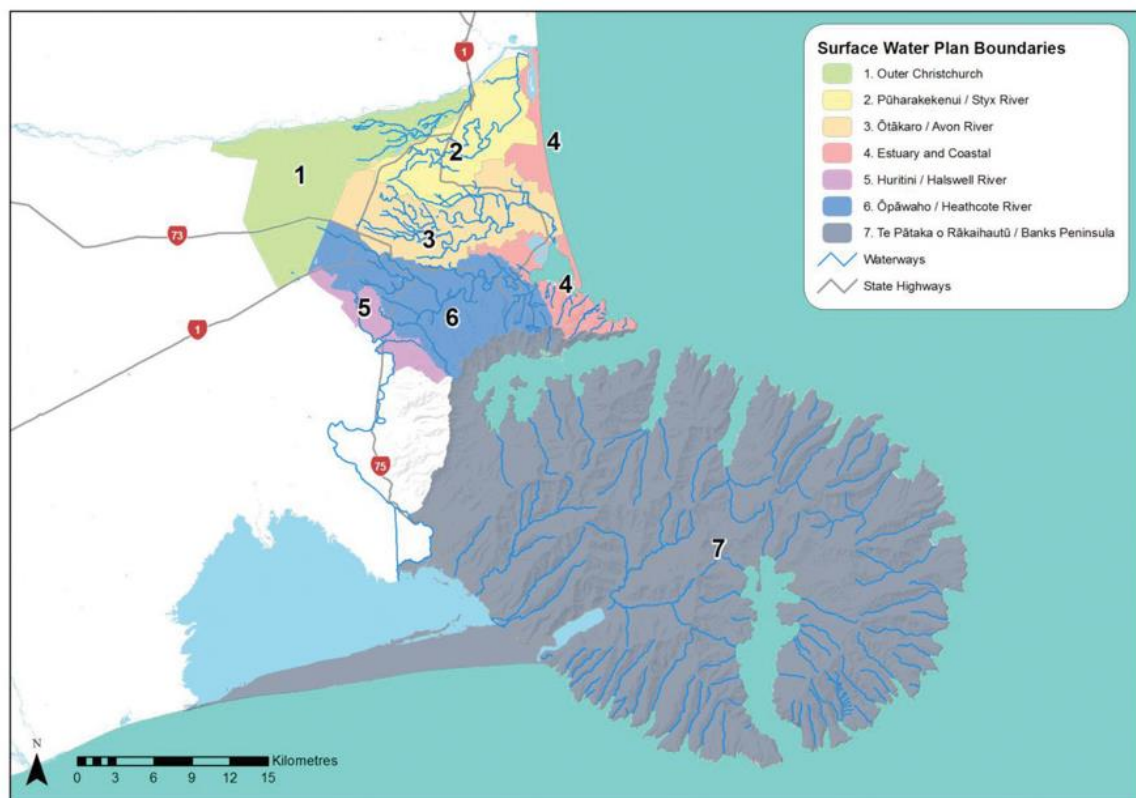 1
Surface Water Plan Boundaries
1. Outer Christchurch
2. Pūharakekenui / Styx River
3. Ōtākaro / Avon River
4. Estuary and Coastal
5. Huritini / Halswell River
6. Ōpāwaho / Heathcote River
7. Te Pātaka o Rākaihautū / Banks Peninsula
Waterways
State Highways
2
4
1
73
3
4
5
6
1
75
7
N
Kilometres
0 3 6 9 12 15